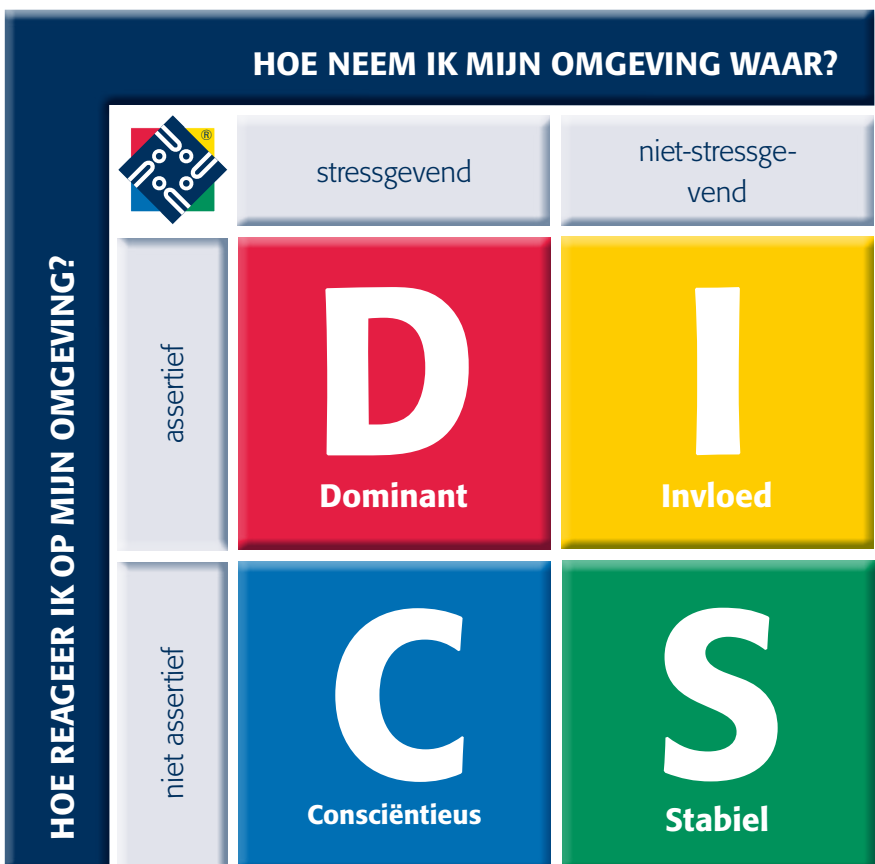 HOE NEEM IK MIJN OMGEVING WAAR?
®
stressgevend
niet-stressge-
vend
HOE REAGEER IK OP MIJN OMGEVING?
assertief
D
Dominant
I
Invloed
niet assertief
C
Consciëntieus
S
Stabiel